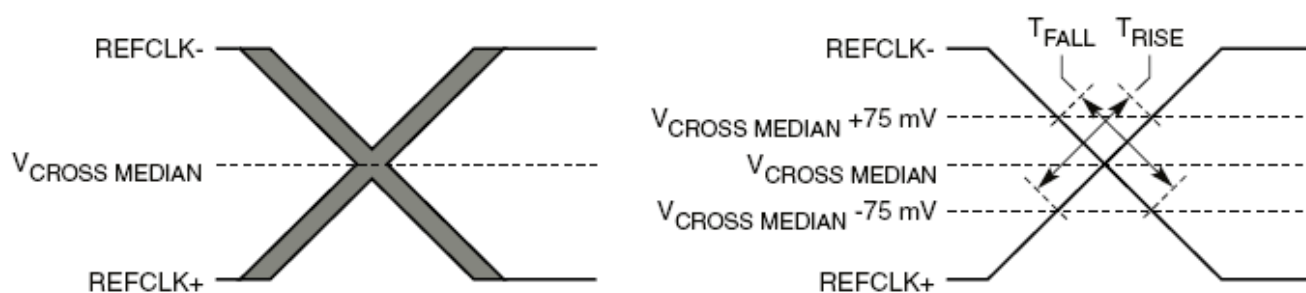 REFCLK-
VCROSS MEDIAN
REFCLK+
TFALL TRISE
REFCLK-
VCROSS MEDIAN +75 mV
VCROSS MEDIAN
VCROSS MEDIAN -75 mV
REFCLK+